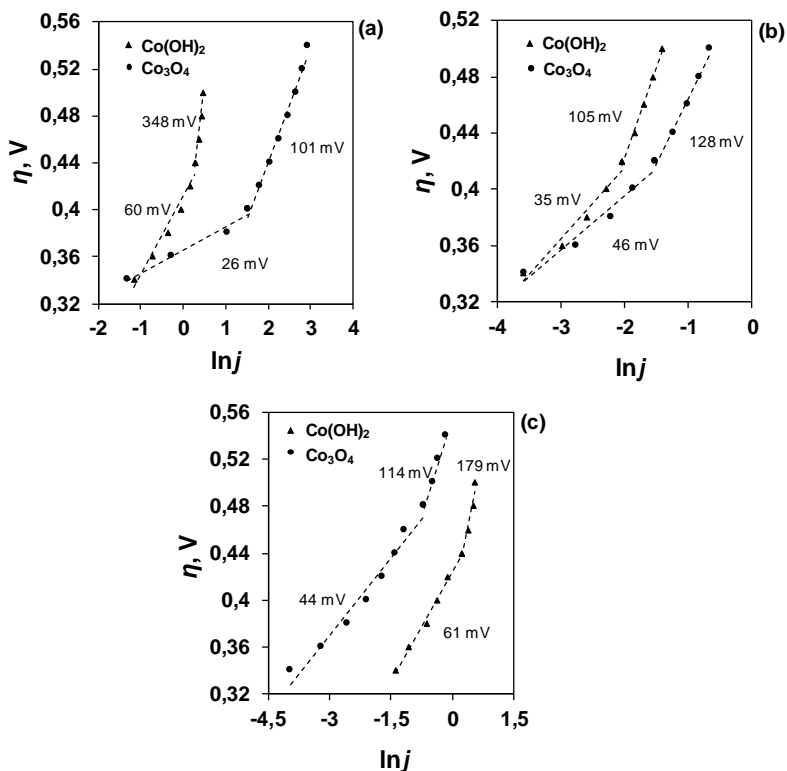 (a)
0,56
0,52
0,48
0,44
0,4
0,36
0,32
η, V
Co(OH)₂
Co₃O₄
348 mV
101 mV
60 mV
26 mV
-2 -1 0 1 2 3 4
ln j
(b)
0,52
0,48
0,44
0,4
0,36
0,32
η, V
Co(OH)₂
Co₃O₄
105 mV
128 mV
35 mV
46 mV
-4 -3 -2 -1 0
ln j
(c)
0,56
0,52
0,48
0,44
0,4
0,36
0,32
η, V
Co(OH)₂
Co₃O₄
114 mV
179 mV
44 mV
61 mV
-4,5 -3 -1,5 0 1,5
ln j